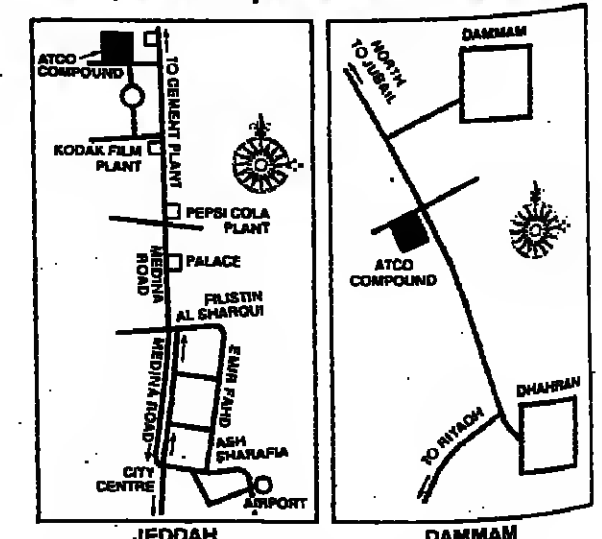 ATCO
COMPOUND
TO CEMENT PLANT
KODAK FILM
PLANT
PEPSI COLA
PLANT
MEDINA
ROAD
PALACE
FILISTIN
AL SHARQUI
MEDINA ROAD
EMIR FAHD
ASH
SHARAFIA
CITY
CENTRE
AIRPORT
JEDDAH
DAMMAM
NORTH
TO JUBAIL
ATCO
COMPOUND
DHAHRAN
TO RIYADH
DAMMAM